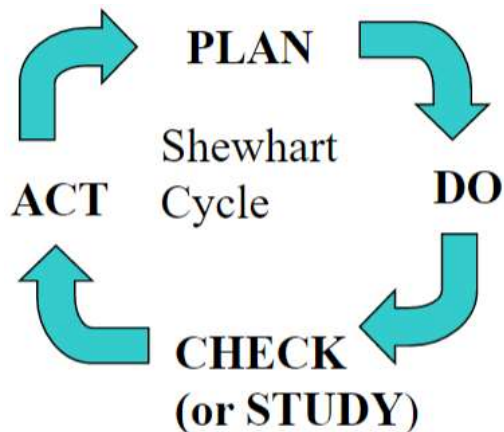 PLAN
Shewhart
Cycle
ACT
DO
CHECK
(or STUDY)